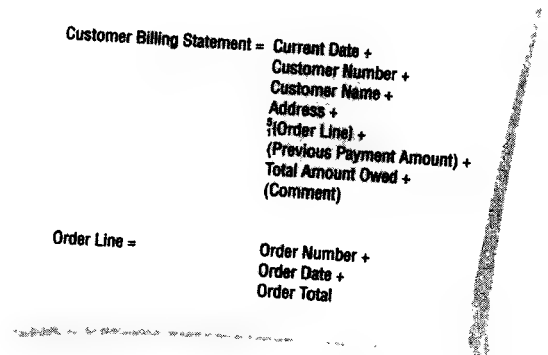 Customer Billing Statement = Current Date +
Customer Number +
Customer Name +
Address +
{Order Line} +
(Previous Payment Amount) +
Total Amount Owed +
(Comment)
Order Line = Order Number +
Order Date +
Order Total